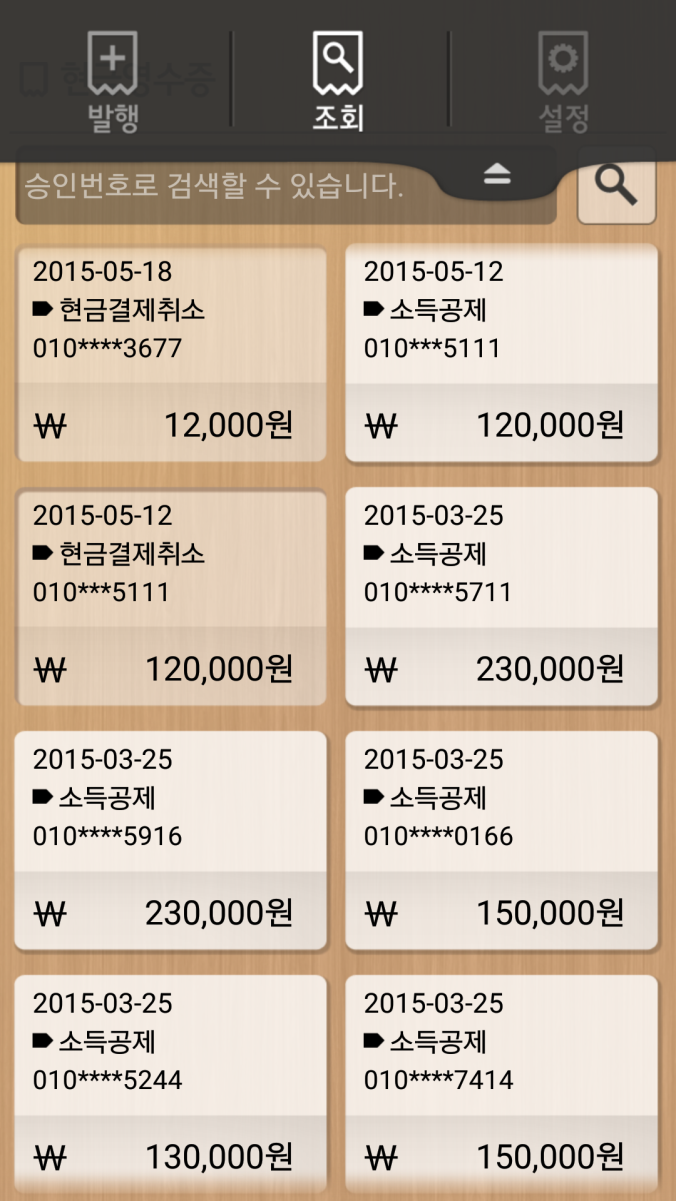 현금영수증
발행
조회
설정
승인번호로 검색할 수 있습니다.
2015-05-18
현금결제취소
010****3677
₩ 12,000원
2015-05-12
소득공제
010***5111
₩ 120,000원
2015-05-12
현금결제취소
010***5111
₩ 120,000원
2015-03-25
소득공제
010****5711
₩ 230,000원
2015-03-25
소득공제
010****5916
₩ 230,000원
2015-03-25
소득공제
010****0166
₩ 150,000원
2015-03-25
소득공제
010****5244
₩ 130,000원
2015-03-25
소득공제
010****7414
₩ 150,000원